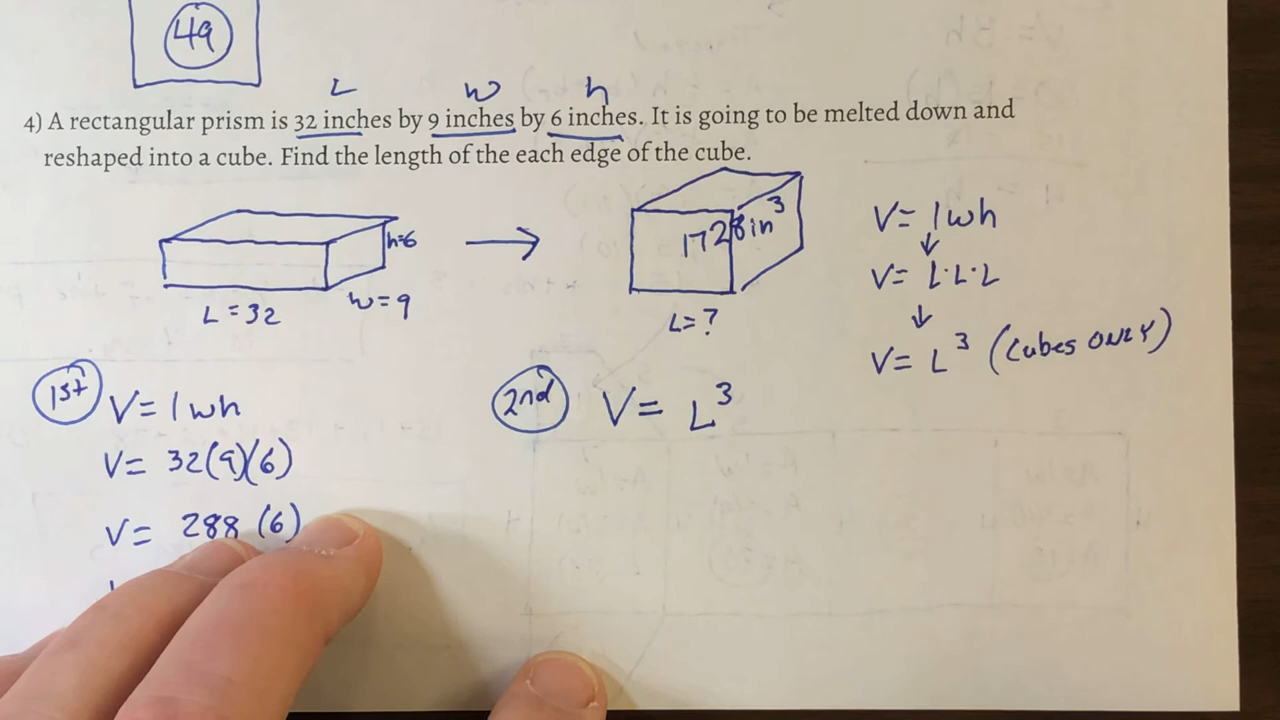 49
L w h
4) A rectangular prism is 32 inches by 9 inches by 6 inches. It is going to be melted down and
reshaped into a cube. Find the length of the each edge of the cube.
h=6
w=9
L=32
1728in³
L=?
V= lwh
V= L·L·L
V= L³ (Cubes ONLY)
1st V= lwh
V= 32(9)(6)
V= 288(6)
2nd V= L³